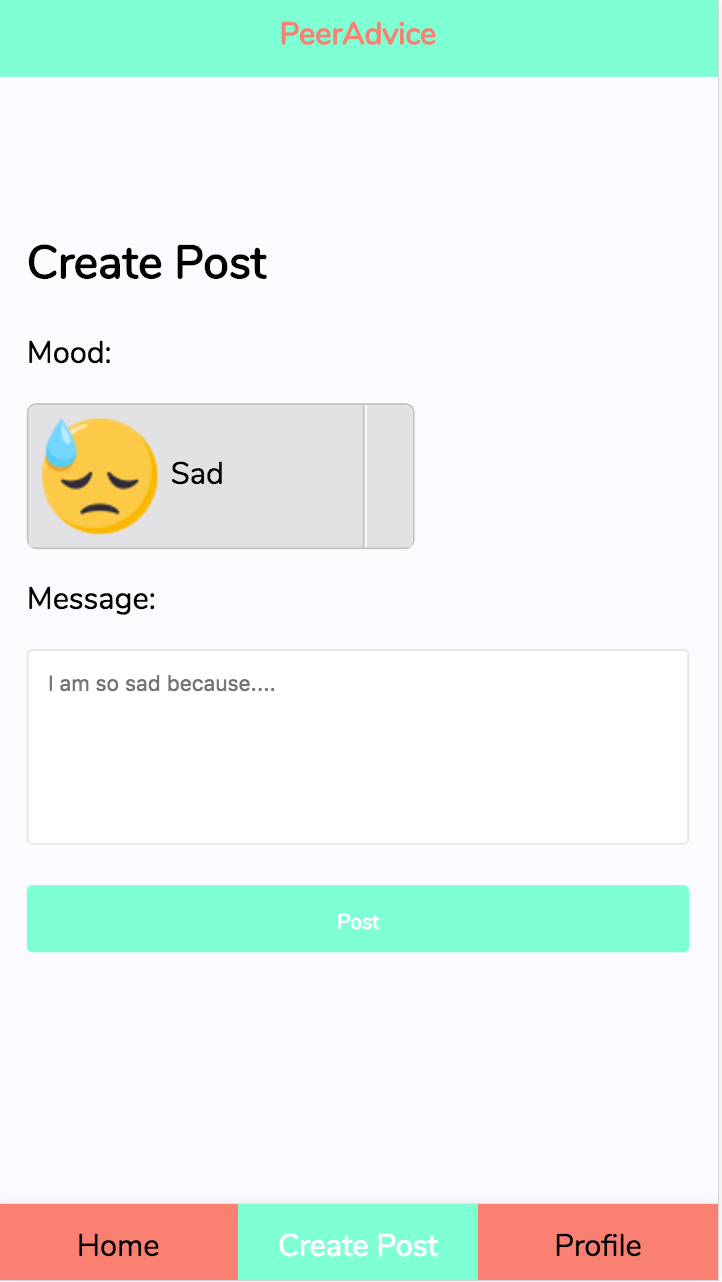 PeerAdvice
Create Post
Mood:
Sad
Message:
I am so sad because....
Post
Home
Create Post
Profile